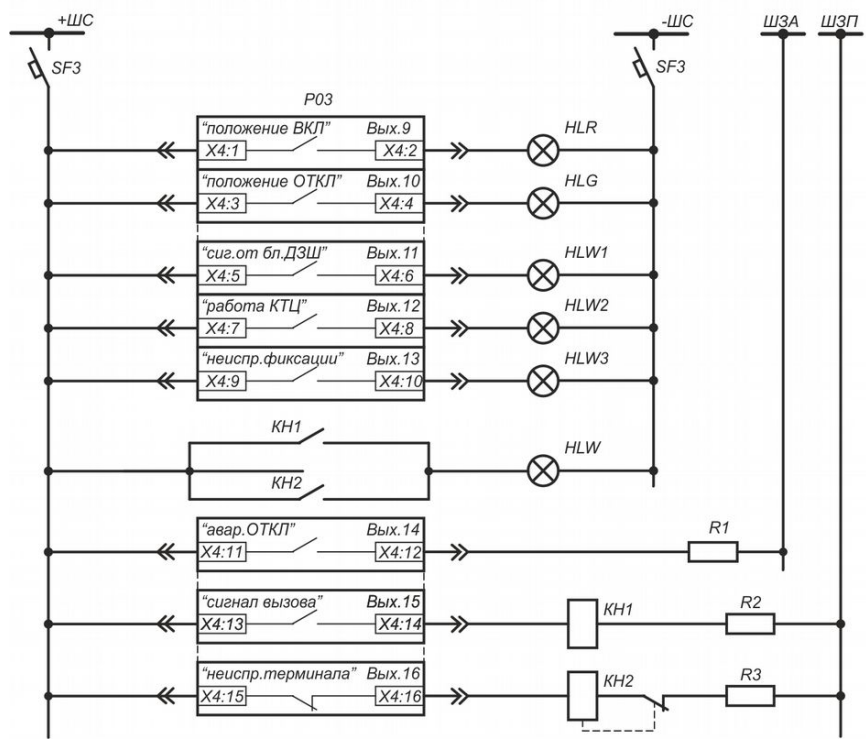 +ШС
-ШС
ШЗА
ШЗП
SF3
SF3
P03
“положение ВКЛ” Вых.9
HLR
X4:1 X4:2
“положение ОТКЛ” Вых.10
HLG
X4:3 X4:4
“сиг.от бл.ДЗШ” Вых.11
HLW1
X4:5 X4:6
“работа КТЦ” Вых.12
HLW2
X4:7 X4:8
“неиспр.фиксации” Вых.13
HLW3
X4:9 X4:10
КН1
HLW
КН2
“авар.ОТКЛ” Вых.14
R1
X4:11 X4:12
“сигнал вызова” Вых.15
КН1
R2
X4:13 X4:14
“неиспр.терминала” Вых.16
КН2
R3
X4:15 X4:16